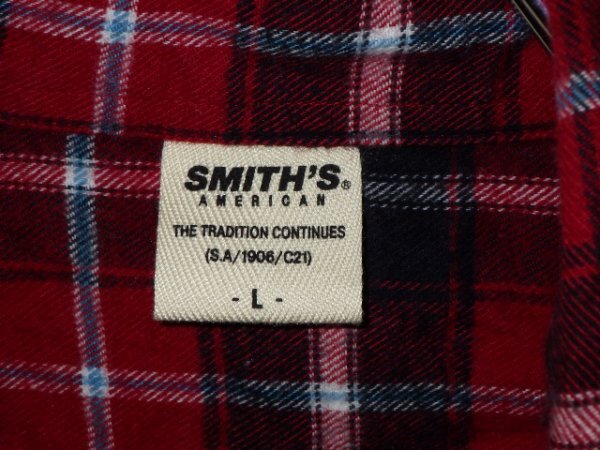 SMITH'S®
AMERICAN
THE TRADITION CONTINUES
(S.A/1906/C21)
- L -